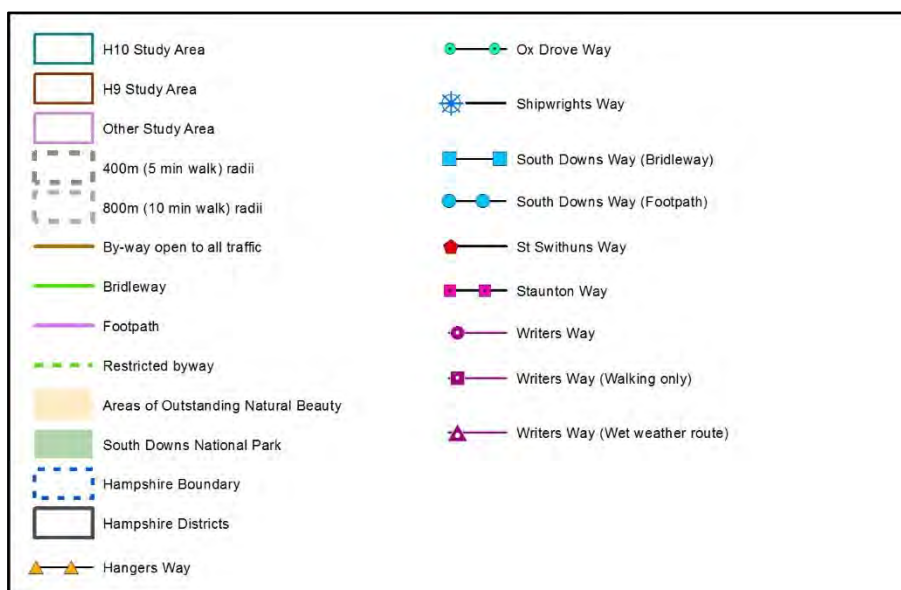 H10 Study Area
H9 Study Area
Other Study Area
400m (5 min walk) radii
800m (10 min walk) radii
By-way open to all traffic
Bridleway
Footpath
Restricted byway
Areas of Outstanding Natural Beauty
South Downs National Park
Hampshire Boundary
Hampshire Districts
Hangers Way
Ox Drove Way
Shipwrights Way
South Downs Way (Bridleway)
South Downs Way (Footpath)
St Swithuns Way
Staunton Way
Writers Way
Writers Way (Walking only)
Writers Way (Wet weather route)